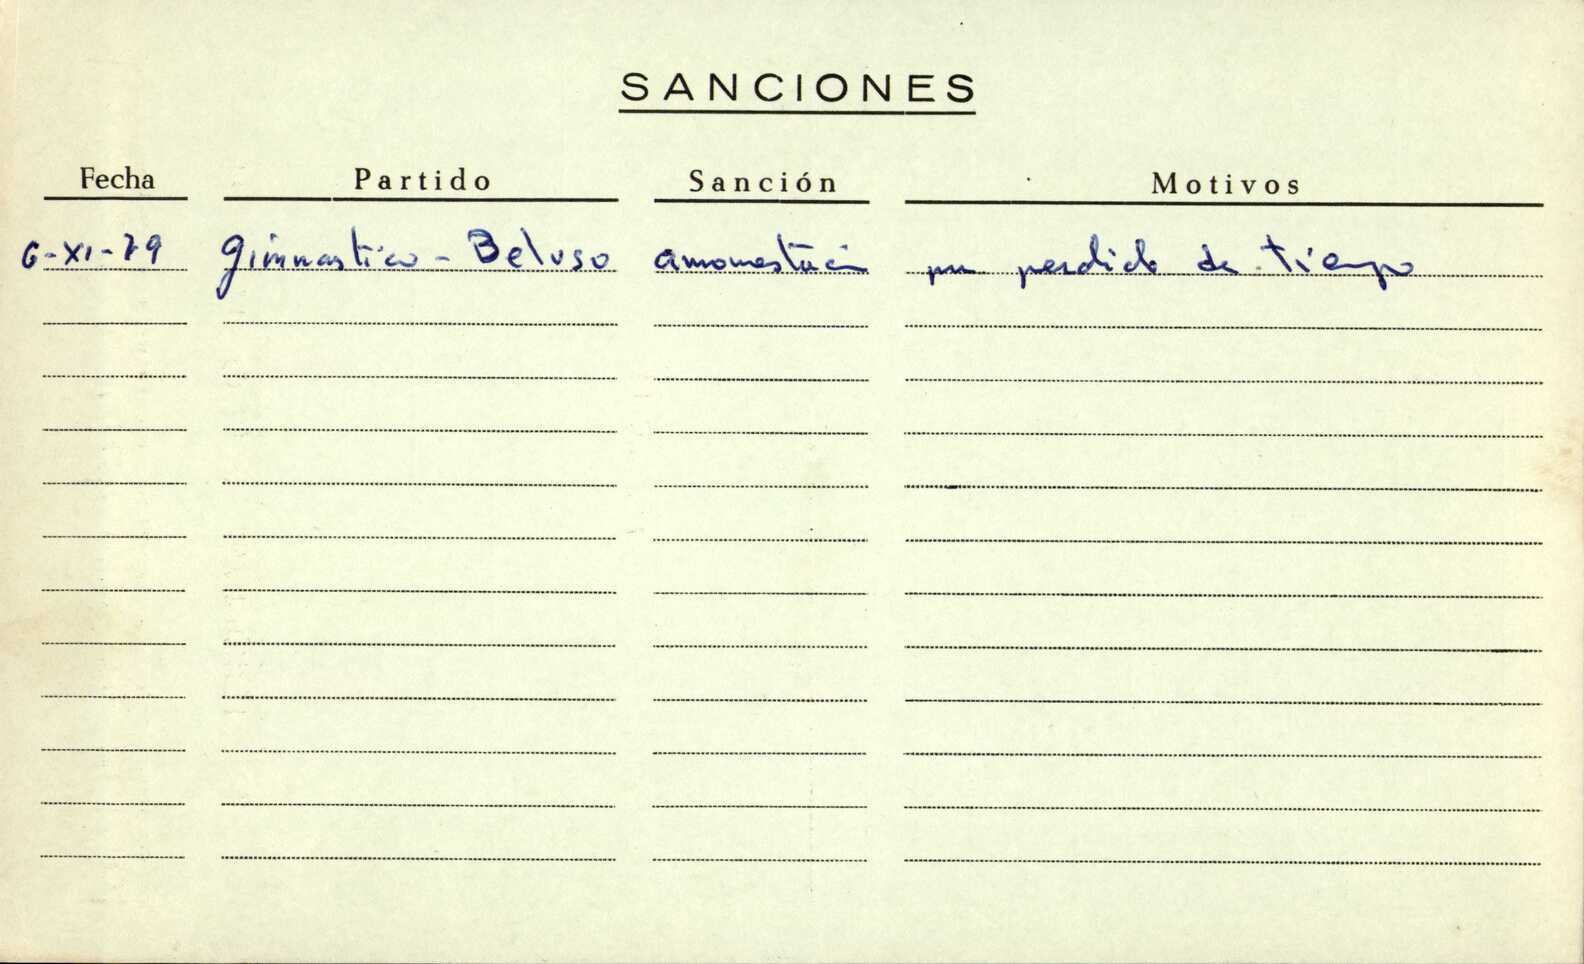 SANCIONES
Fecha Partido Sanción Motivos
6-XI-79 Gimnastico - Beluso amonestación por perdida de tiempo